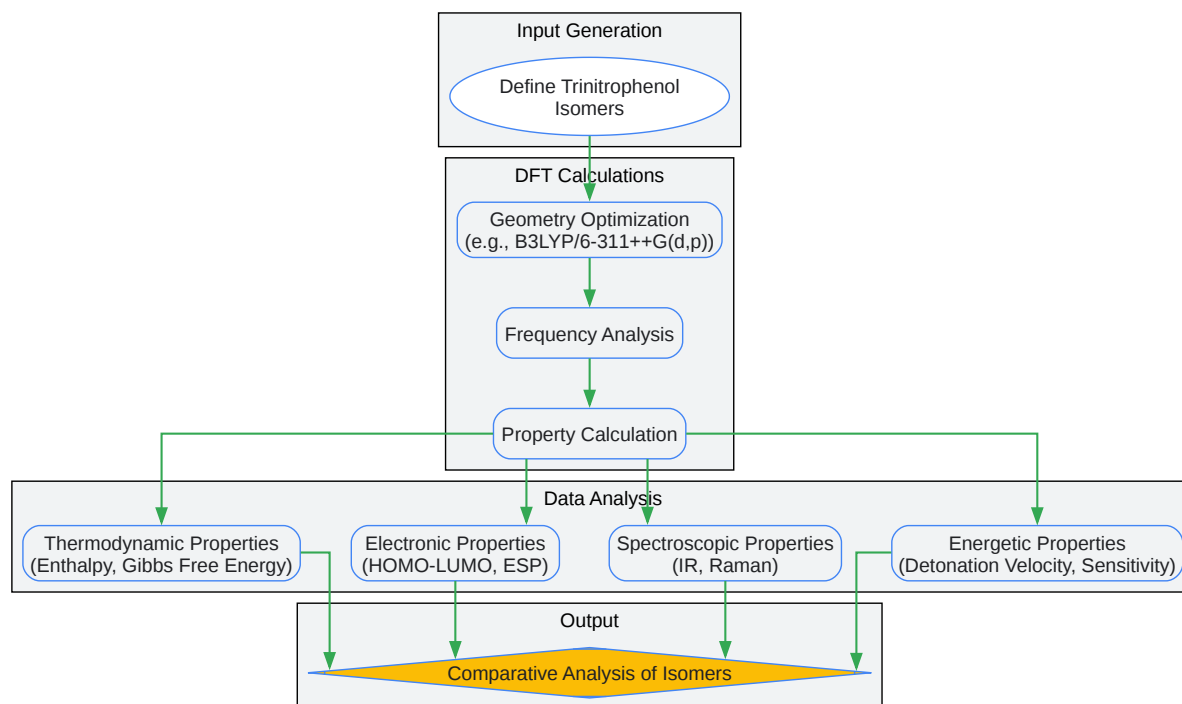 Input Generation
Define Trinitrophenol
Isomers
DFT Calculations
Geometry Optimization
(e.g., B3LYP/6-311++G(d,p))
Frequency Analysis
Property Calculation
Data Analysis
Thermodynamic Properties
(Enthalpy, Gibbs Free Energy)
Electronic Properties
(HOMO-LUMO, ESP)
Spectroscopic Properties
(IR, Raman)
Energetic Properties
(Detonation Velocity, Sensitivity)
Output
Comparative Analysis of Isomers